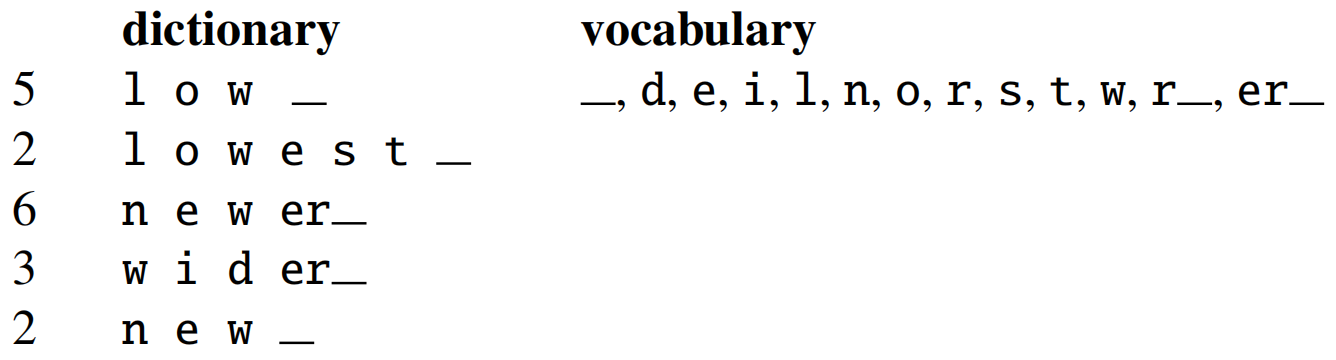 dictionary vocabulary
5 l o w _ _, d, e, i, l, n, o, r, s, t, w, r_, er_
2 l o w e s t _
6 n e w er_
3 w i d er_
2 n e w _